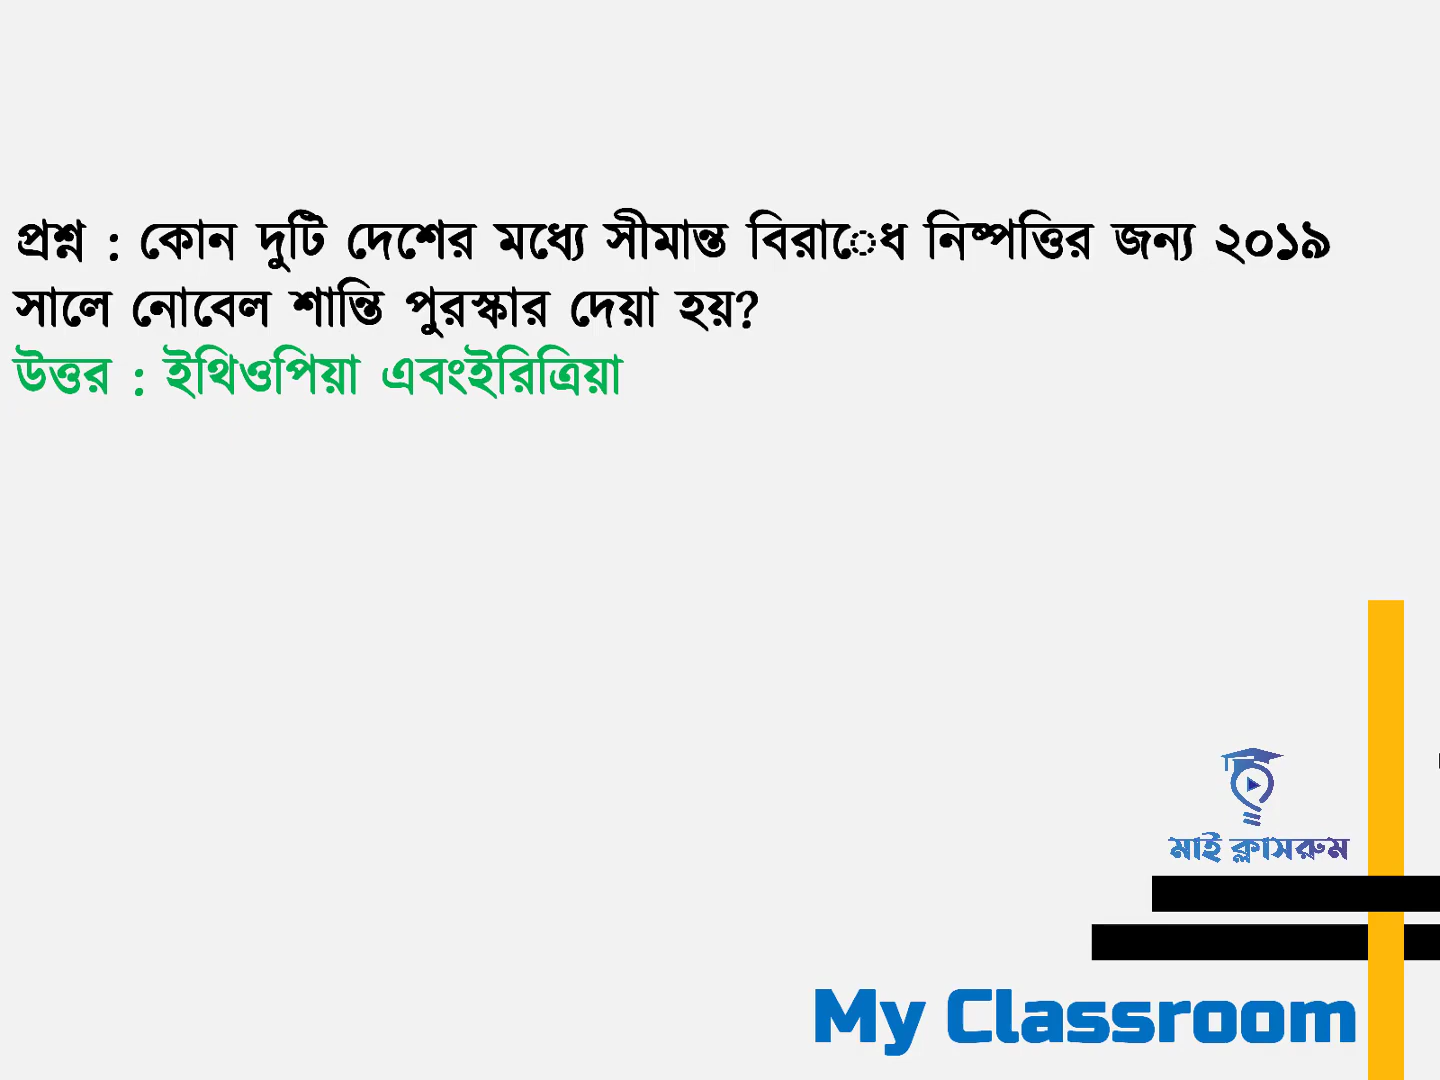 প্রশ্ন : কোন দুটি দেশের মধ্যে সীমান্ত বিরােধ নিষ্পত্তির জন্য ২০১৯
সালে নোবেল শান্তি পুরস্কার দেয়া হয়?
উত্তর : ইথিওপিয়া এবংইরিত্রিয়া
মাই ক্লাসরুম
My Classroom